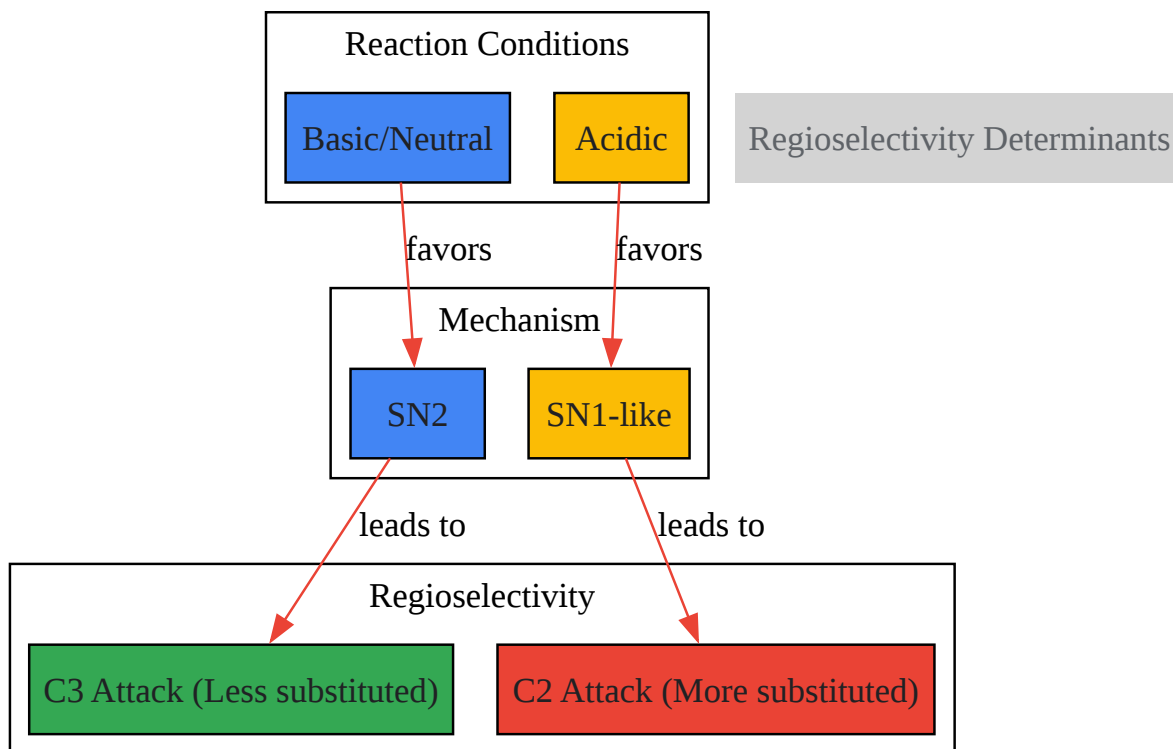 Reaction Conditions
Basic/Neutral
Acidic
Regioselectivity Determinants
favors
favors
Mechanism
SN2
SN1-like
leads to
leads to
Regioselectivity
C3 Attack (Less substituted)
C2 Attack (More substituted)